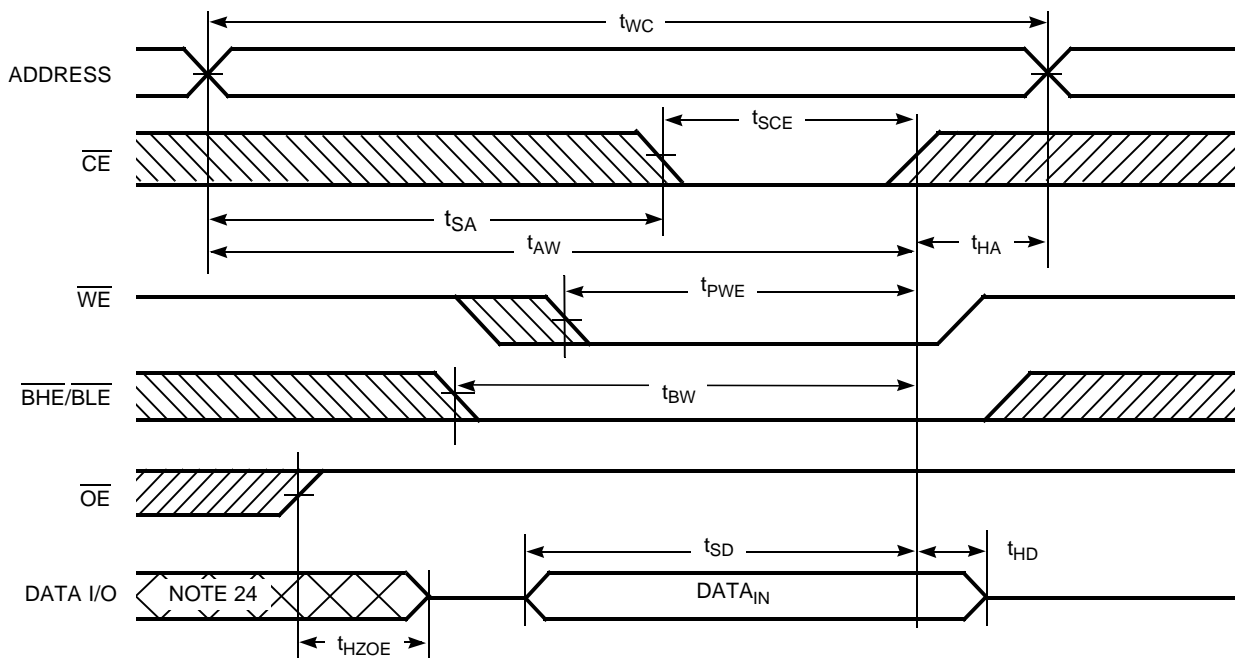 tWC
ADDRESS
tSCE
CE
tSA
tAW
tHA
WE
tPWE
BHE/BLE
tBW
OE
tSD
tHD
DATA I/O
NOTE 24
DATAIN
tHZOE